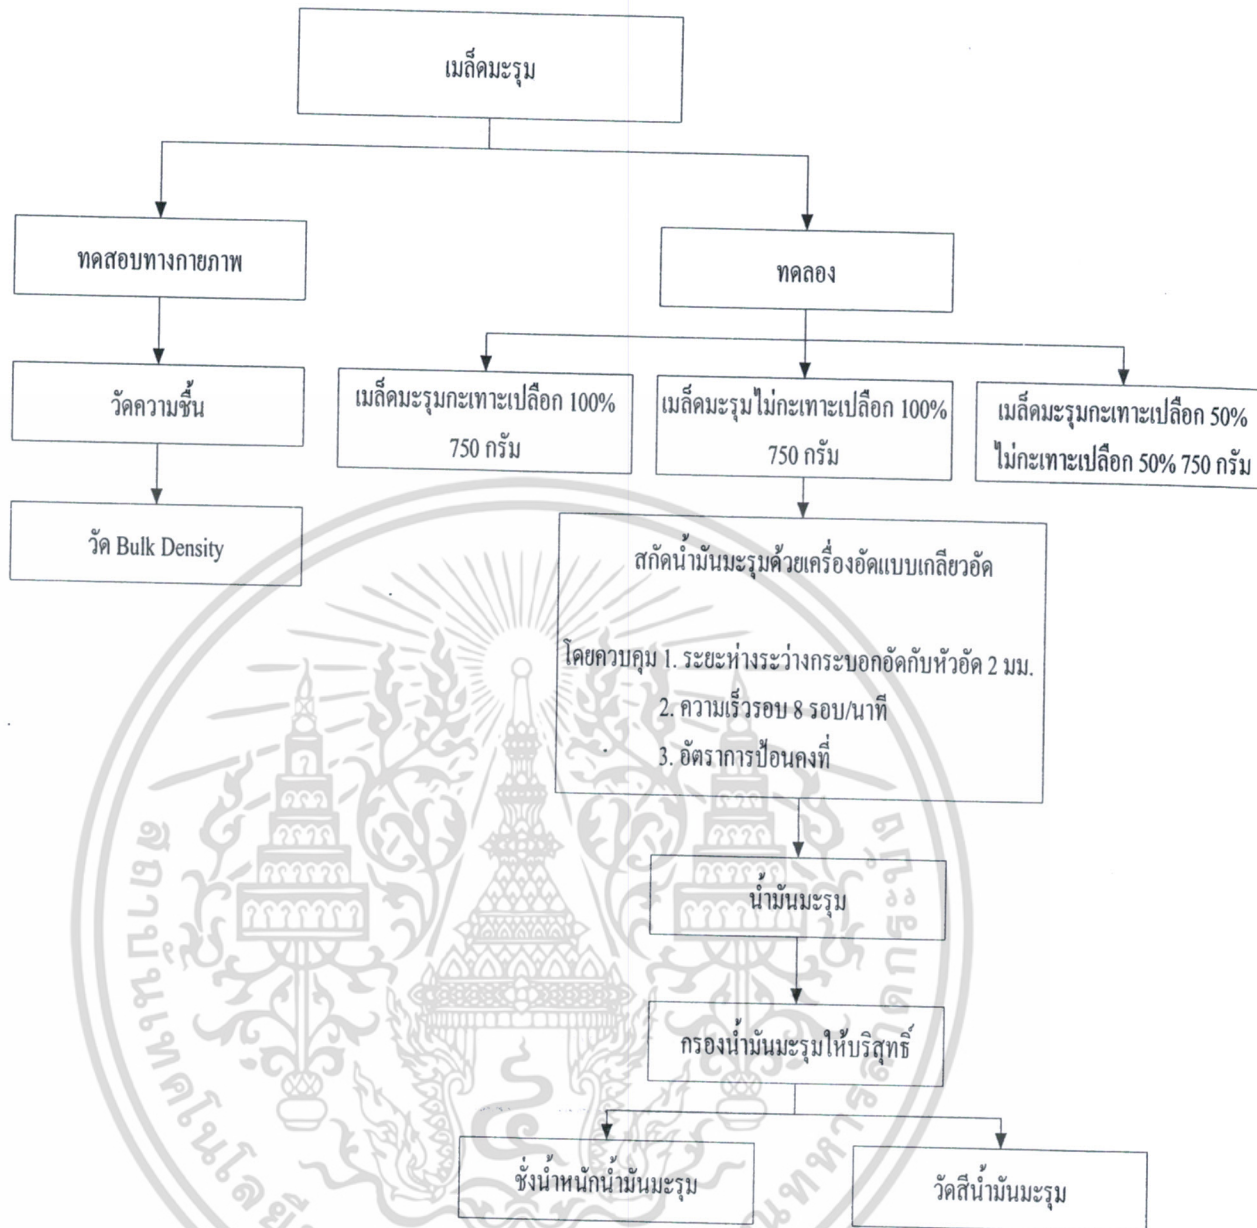 เมล็ดมะรุม
ทดสอบทางกายภาพ
ทดลอง
วัดความชื้น
เมล็ดมะรุมกะเทาะเปลือก 100%
750 กรัม
เมล็ดมะรุมไม่กะเทาะเปลือก 100%
750 กรัม
เมล็ดมะรุมกะเทาะเปลือก 50%
ไม่กะเทาะเปลือก 50% 750 กรัม
วัด Bulk Density
สกัดน้ำมันมะรุมด้วยเครื่องอัดแบบเกลียวอัด
โดยควบคุม 1. ระยะห่างระหว่างกระบอกอัดกับหัวอัด 2 มม.
2. ความเร็วรอบ 8 รอบ/นาที
3. อัตราการป้อนคงที่
น้ำมันมะรุม
กรองน้ำมันมะรุมให้บริสุทธิ์
ชั่งน้ำหนักน้ำมันมะรุม
วัดสีน้ำมันมะรุม